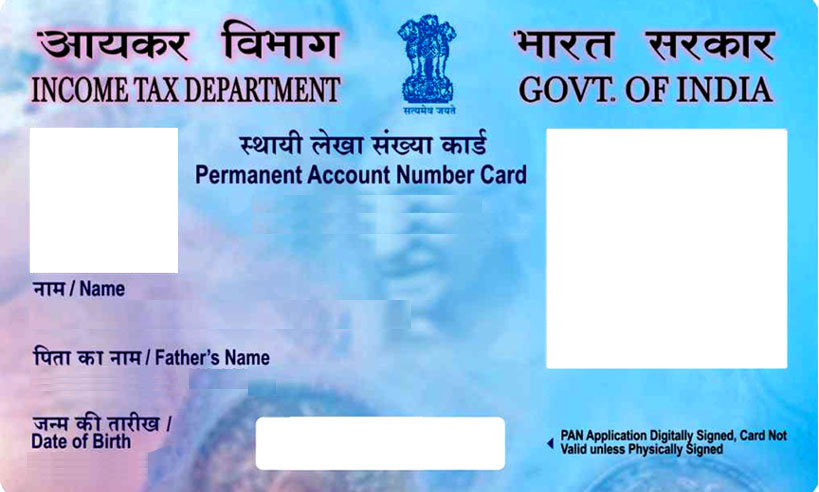 आयकर विभाग
INCOME TAX DEPARTMENT
सत्यमेव जयते
भारत सरकार
GOVT. OF INDIA
स्थायी लेखा संख्या कार्ड
Permanent Account Number Card
नाम / Name
पिता का नाम / Father's Name
जन्म की तारीख /
Date of Birth
PAN Application Digitally Signed, Card Not
Valid unless Physically Signed